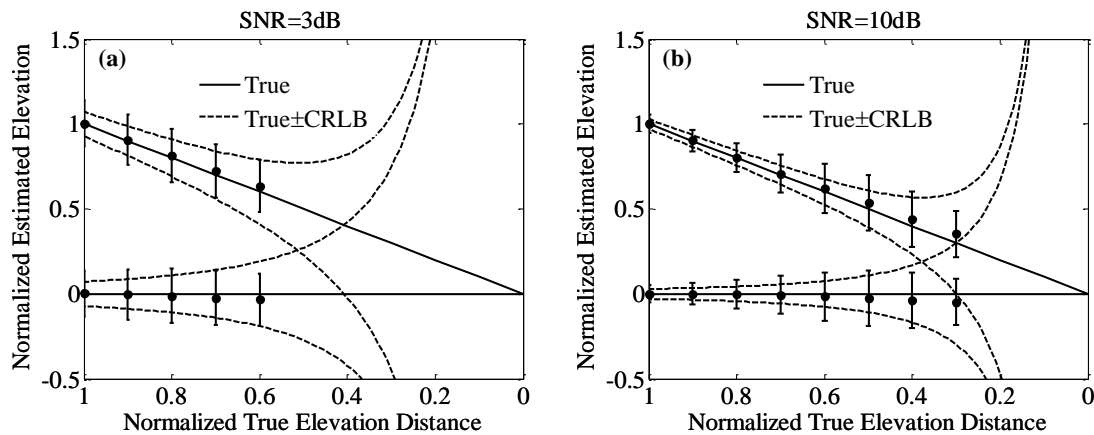 SNR=3dB
(a)
True
True±CRLB
Normalized Estimated Elevation
1.5
1
0.5
0
-0.5
1
0.8
0.6
0.4
0.2
0
Normalized True Elevation Distance
SNR=10dB
(b)
True
True±CRLB
Normalized Estimated Elevation
1.5
1
0.5
0
-0.5
1
0.8
0.6
0.4
0.2
0
Normalized True Elevation Distance